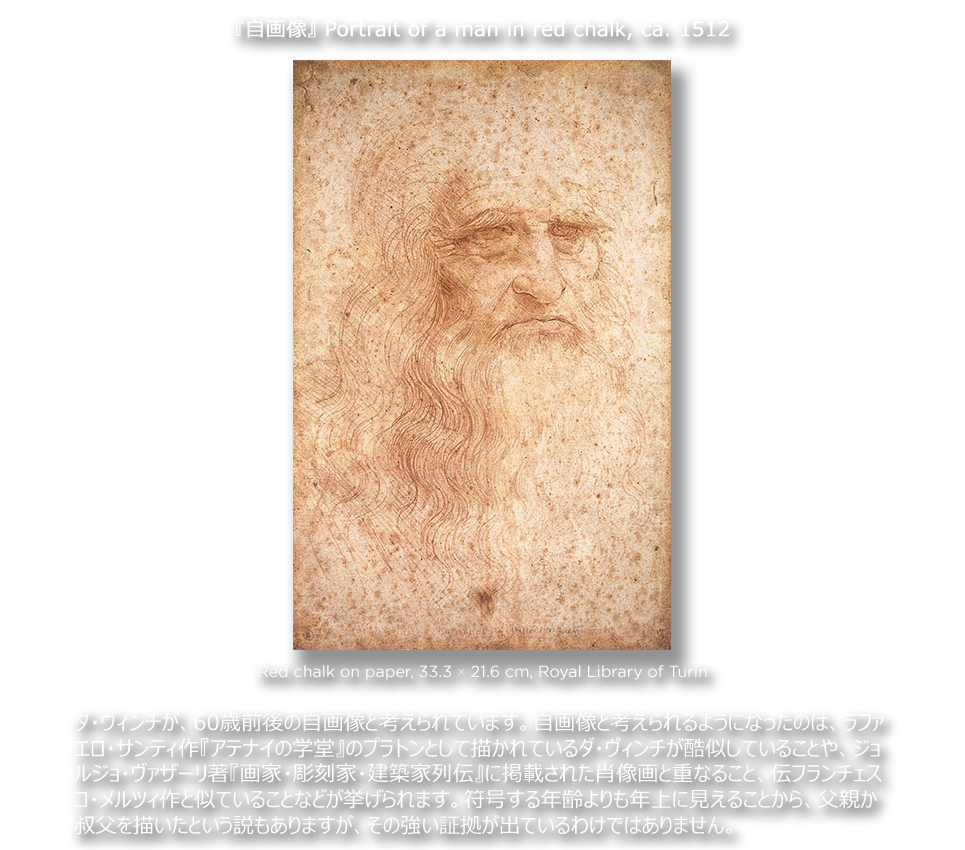 『自画像』 Portrait of a man in red chalk, ca. 1512
Red chalk on paper, 33.3 × 21.6 cm, Royal Library of Turin
ダ・ヴィンチが、60歳前後の自画像と考えられています。自画像と考えられるようになったのは、ラファ
エロ・サンティ作『アテナイの学堂』のプラトンとして描かれているダ・ヴィンチが酷似していることや、ジョ
ルジョ・ヴァザーリ著『画家・彫刻家・建築家列伝』に掲載された肖像画と重なること、伝フランチェス
コ・メルツィ作と似ていることなどが挙げられます。符号する年齢よりも年上に見えることから、父親か
叔父を描いたという説もありますが、その強い証拠が出ているわけではありません。